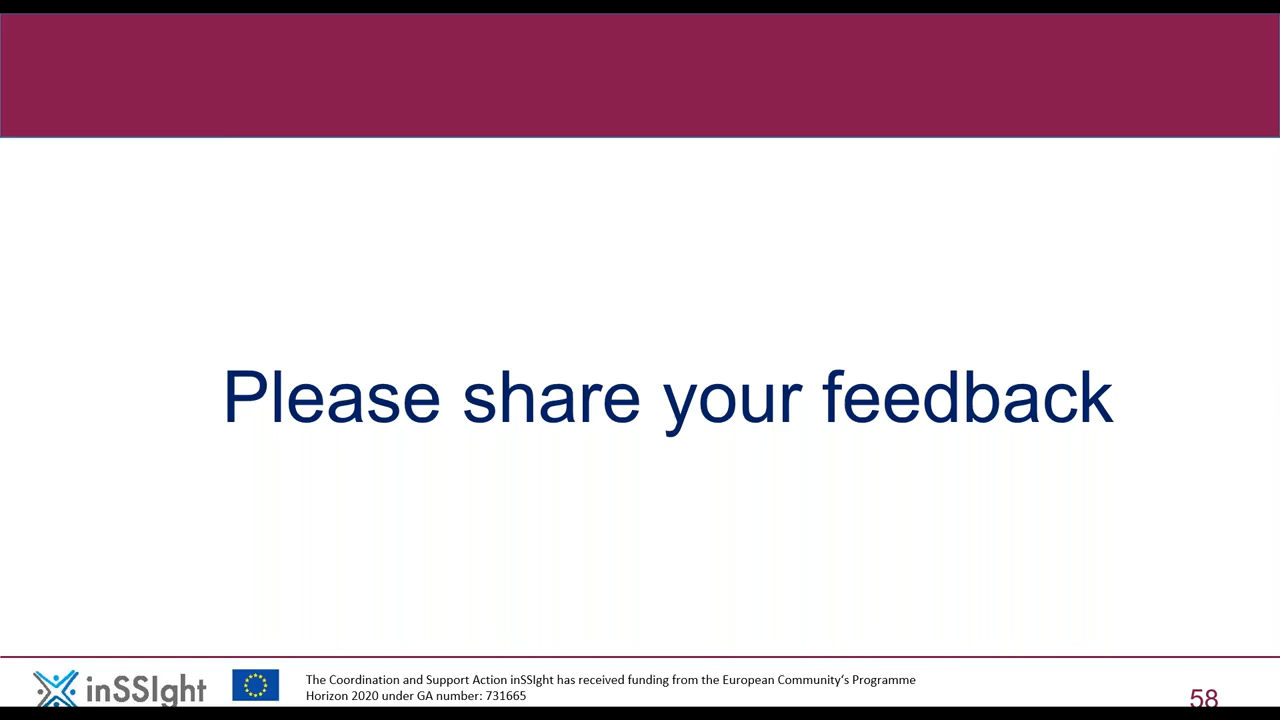 Please share your feedback
inSSIght
The Coordination and Support Action inSSIght has received funding from the European Community's Programme
Horizon 2020 under GA number: 731665
58